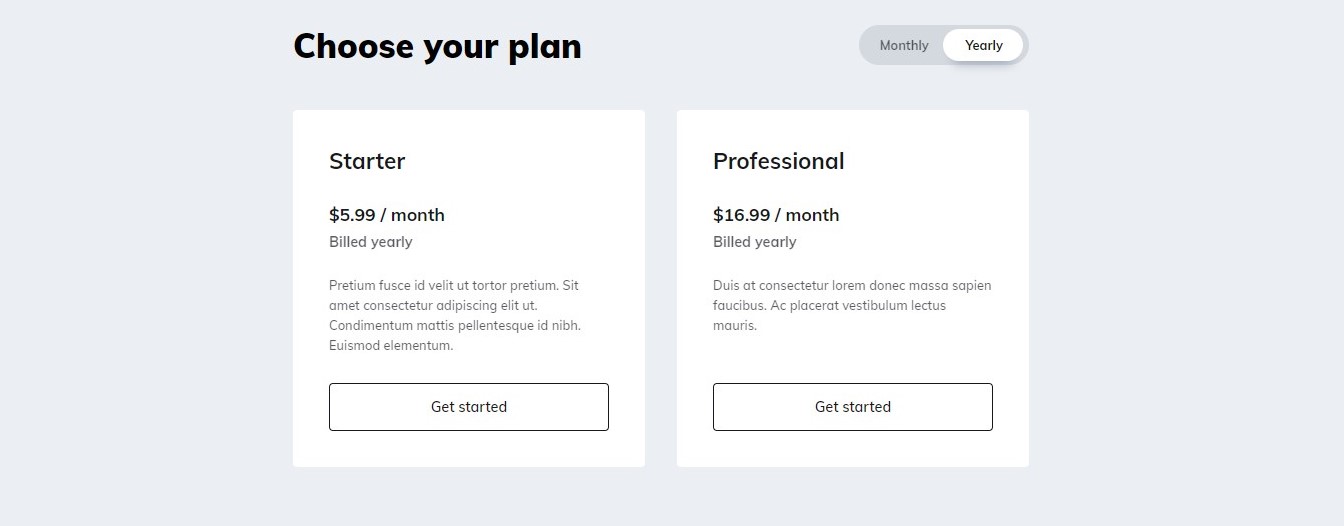 Choose your plan
Monthly
Yearly
Starter
$5.99 / month
Billed yearly
Pretium fusce id velit ut tortor pretium. Sit
amet consectetur adipiscing elit ut.
Condimentum mattis pellentesque id nibh.
Euismod elementum.
Get started
Professional
$16.99 / month
Billed yearly
Duis at consectetur lorem donec massa sapien
faucibus. Ac placerat vestibulum lectus
mauris.
Get started